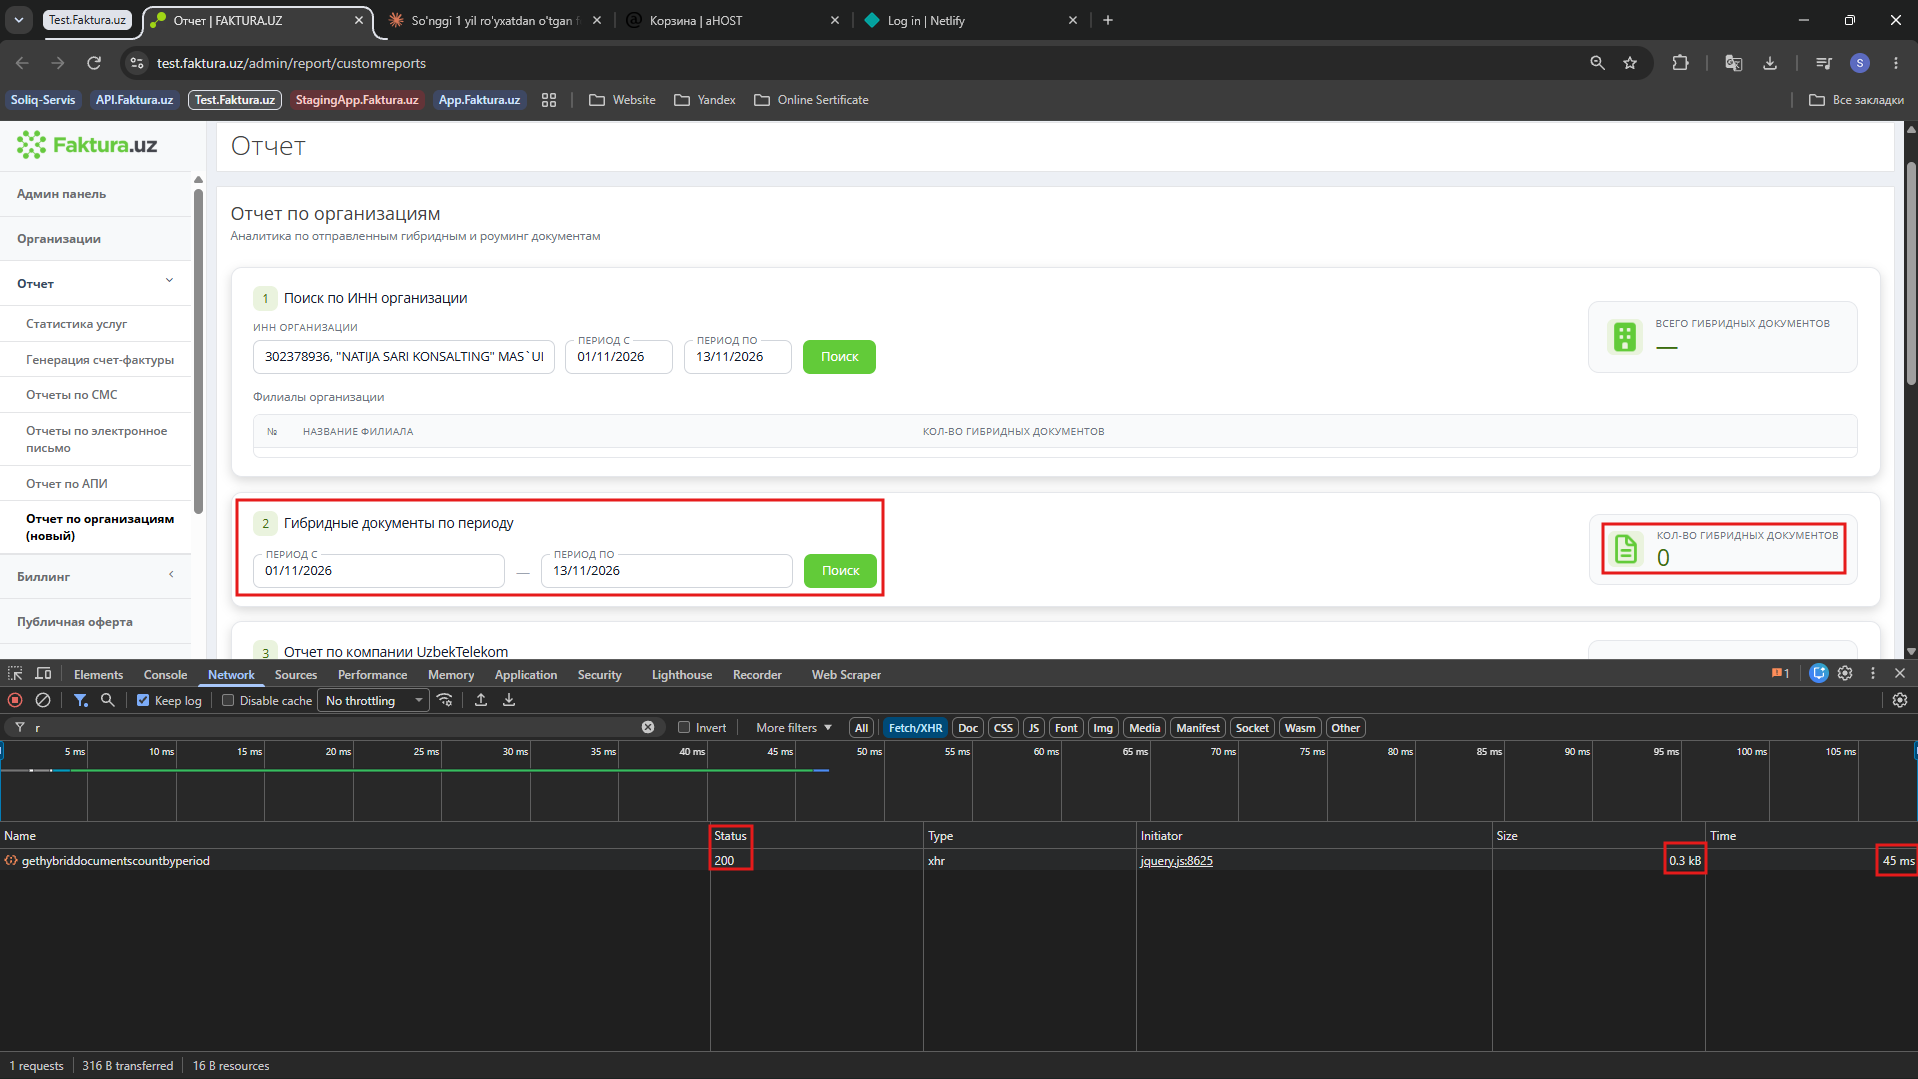 Test.Faktura.uz
Отчет | FAKTURA.UZ
So'nggi 1 yil ro'yxatdan o'tgan f
Корзина | aHOST
Log in | Netlify
test.faktura.uz/admin/report/customreports
S
Soliq-Servis
API.Faktura.uz
Test.Faktura.uz
StagingApp.Faktura.uz
App.Faktura.uz
Website
Yandex
Online Sertificate
Все закладки
Faktura.uz
Админ панель
Организации
Отчет
Статистика услуг
Генерация счет-фактуры
Отчеты по СМС
Отчеты по электронное
письмо
Отчет по АПИ
Отчет по организациям
(новый)
Биллинг
Публичная оферта
Отчет
Отчет по организациям
Аналитика по отправленным гибридным и роуминг документам
1 Поиск по ИНН организации
ИНН ОРГАНИЗАЦИИ
302378936, "NATIJA SARI KONSALTING" MAS`UL
ПЕРИОД С
01/11/2026
ПЕРИОД ПО
13/11/2026
Поиск
ВСЕГО ГИБРИДНЫХ ДОКУМЕНТОВ
—
Филиалы организации
№ НАЗВАНИЕ ФИЛИАЛА КОЛ-ВО ГИБРИДНЫХ ДОКУМЕНТОВ
2 Гибридные документы по периоду
ПЕРИОД С
01/11/2026
—
ПЕРИОД ПО
13/11/2026
Поиск
КОЛ-ВО ГИБРИДНЫХ ДОКУМЕНТОВ
0
3 Отчет по компании UzbekTelekom
Elements Console Network Sources Performance Memory Application Security Lighthouse Recorder Web Scraper 1
Keep log Disable cache No throttling
r Invert More filters All Fetch/XHR Doc CSS JS Font Img Media Manifest Socket Wasm Other
5 ms 10 ms 15 ms 20 ms 25 ms 30 ms 35 ms 40 ms 45 ms 50 ms 55 ms 60 ms 65 ms 70 ms 75 ms 80 ms 85 ms 90 ms 95 ms 100 ms 105 ms
Name Status Type Initiator Size Time
gethybriddocumentscountbyperiod 200 xhr jquery.js:8625 0.3 kB 45 ms
1 requests 316 B transferred 16 B resources